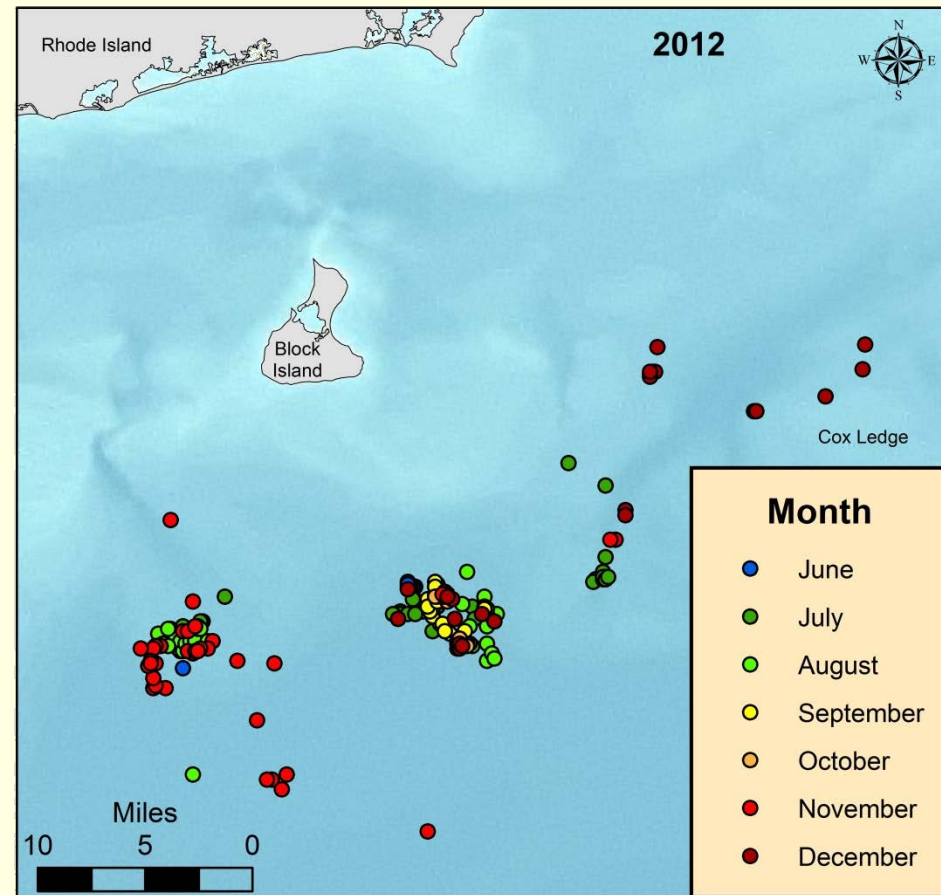 Rhode Island
2012
N
W
E
S
Block
Island
Cox Ledge
Month
June
July
August
September
October
November
December
Miles
10 5 0